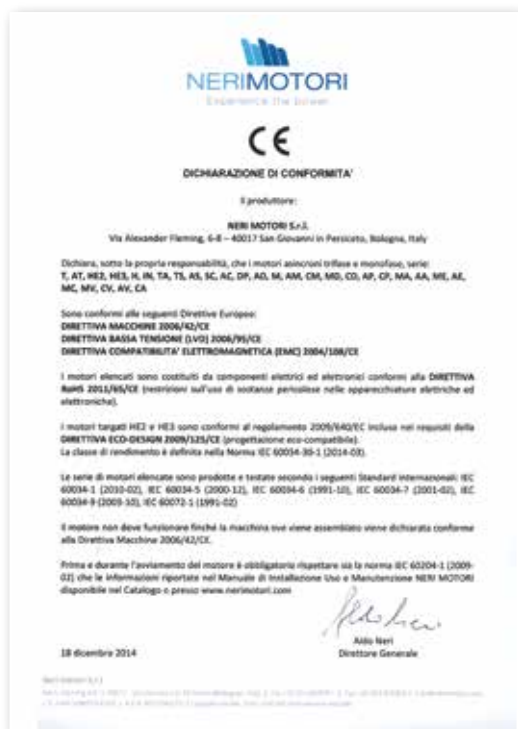 NERIMOTORI
Experience the power
CE
DICHIARAZIONE DI CONFORMITA'
Il produttore:
NERI MOTORI S.r.l.
Via Alexander Fleming, 6-8 – 40017 San Giovanni in Persiceto, Bologna, Italy
Dichiara, sotto la propria responsabilità, che i motori asincroni trifase e monofase, serie:
T, AT, HE2, HE3, H, IN, TA, TS, AS, SC, AC, DP, AD, M, AM, CM, MD, CD, AP, CP, MA, AA, ME, AE,
MC, MV, CV, AV, CA
Sono conformi alle seguenti Direttive Europee:
DIRETTIVA MACCHINE 2006/42/CE
DIRETTIVA BASSA TENSIONE (LVD) 2006/95/CE
DIRETTIVA COMPATIBILITA' ELETTROMAGNETICA (EMC) 2004/108/CE
I motori elencati sono costituiti da componenti elettrici ed elettronici conformi alla DIRETTIVA
RoHS 2011/65/CE (restrizioni sull'uso di sostanze pericolose nelle apparecchiature elettriche ed
elettroniche).
I motori targati HE2 e HE3 sono conformi al regolamento 2009/640/EC incluso nei requisiti della
DIRETTIVA ECO-DESIGN 2009/125/CE (progettazione eco-compatibile).
La classe di rendimento è definita nella Norma IEC 60034-30-1 (2014-03).
Le serie di motori elencate sono prodotte e testate secondo i seguenti Standard internazionali: IEC
60034-1 (2010-02), IEC 60034-5 (2000-12), IEC 60034-6 (1991-10), IEC 60034-7 (2001-02), IEC
60034-9 (2003-10), IEC 60072-1 (1991-02)
Il motore non deve funzionare finché la macchina ove viene assemblato viene dichiarata conforme
alla Direttiva Macchine 2006/42/CE.
Prima e durante l'avviamento del motore è obbligatorio rispettare sia la norma IEC 60204-1 (2009-
02) che le informazioni riportate nel Manuale di Installazione Uso e Manutenzione NERI MOTORI
disponibile nel Catalogo o presso www.nerimotori.com
Aldo Neri
Aldo Neri
18 dicembre 2014 Direttore Generale
Neri Motori S.r.l.